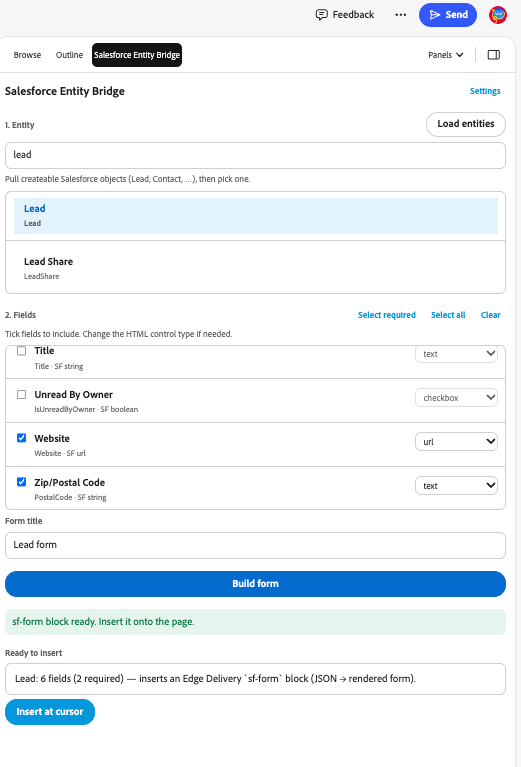 Feedback
Send
Browse
Outline
Salesforce Entity Bridge
Panels
Salesforce Entity Bridge
Settings
1. Entity
Load entities
lead
Pull createable Salesforce objects (Lead, Contact, ...), then pick one.
Lead
Lead
Lead Share
LeadShare
2. Fields
Select required
Select all
Clear
Tick fields to include. Change the HTML control type if needed.
Title
text
Title · SF string
Unread By Owner
checkbox
IsUnreadByOwner · SF boolean
Website
url
Website · SF url
Zip/Postal Code
text
PostalCode · SF string
Form title
Lead form
Build form
sf-form block ready. Insert it onto the page.
Ready to insert
Lead: 6 fields (2 required) — inserts an Edge Delivery `sf-form` block (JSON → rendered form).
Insert at cursor